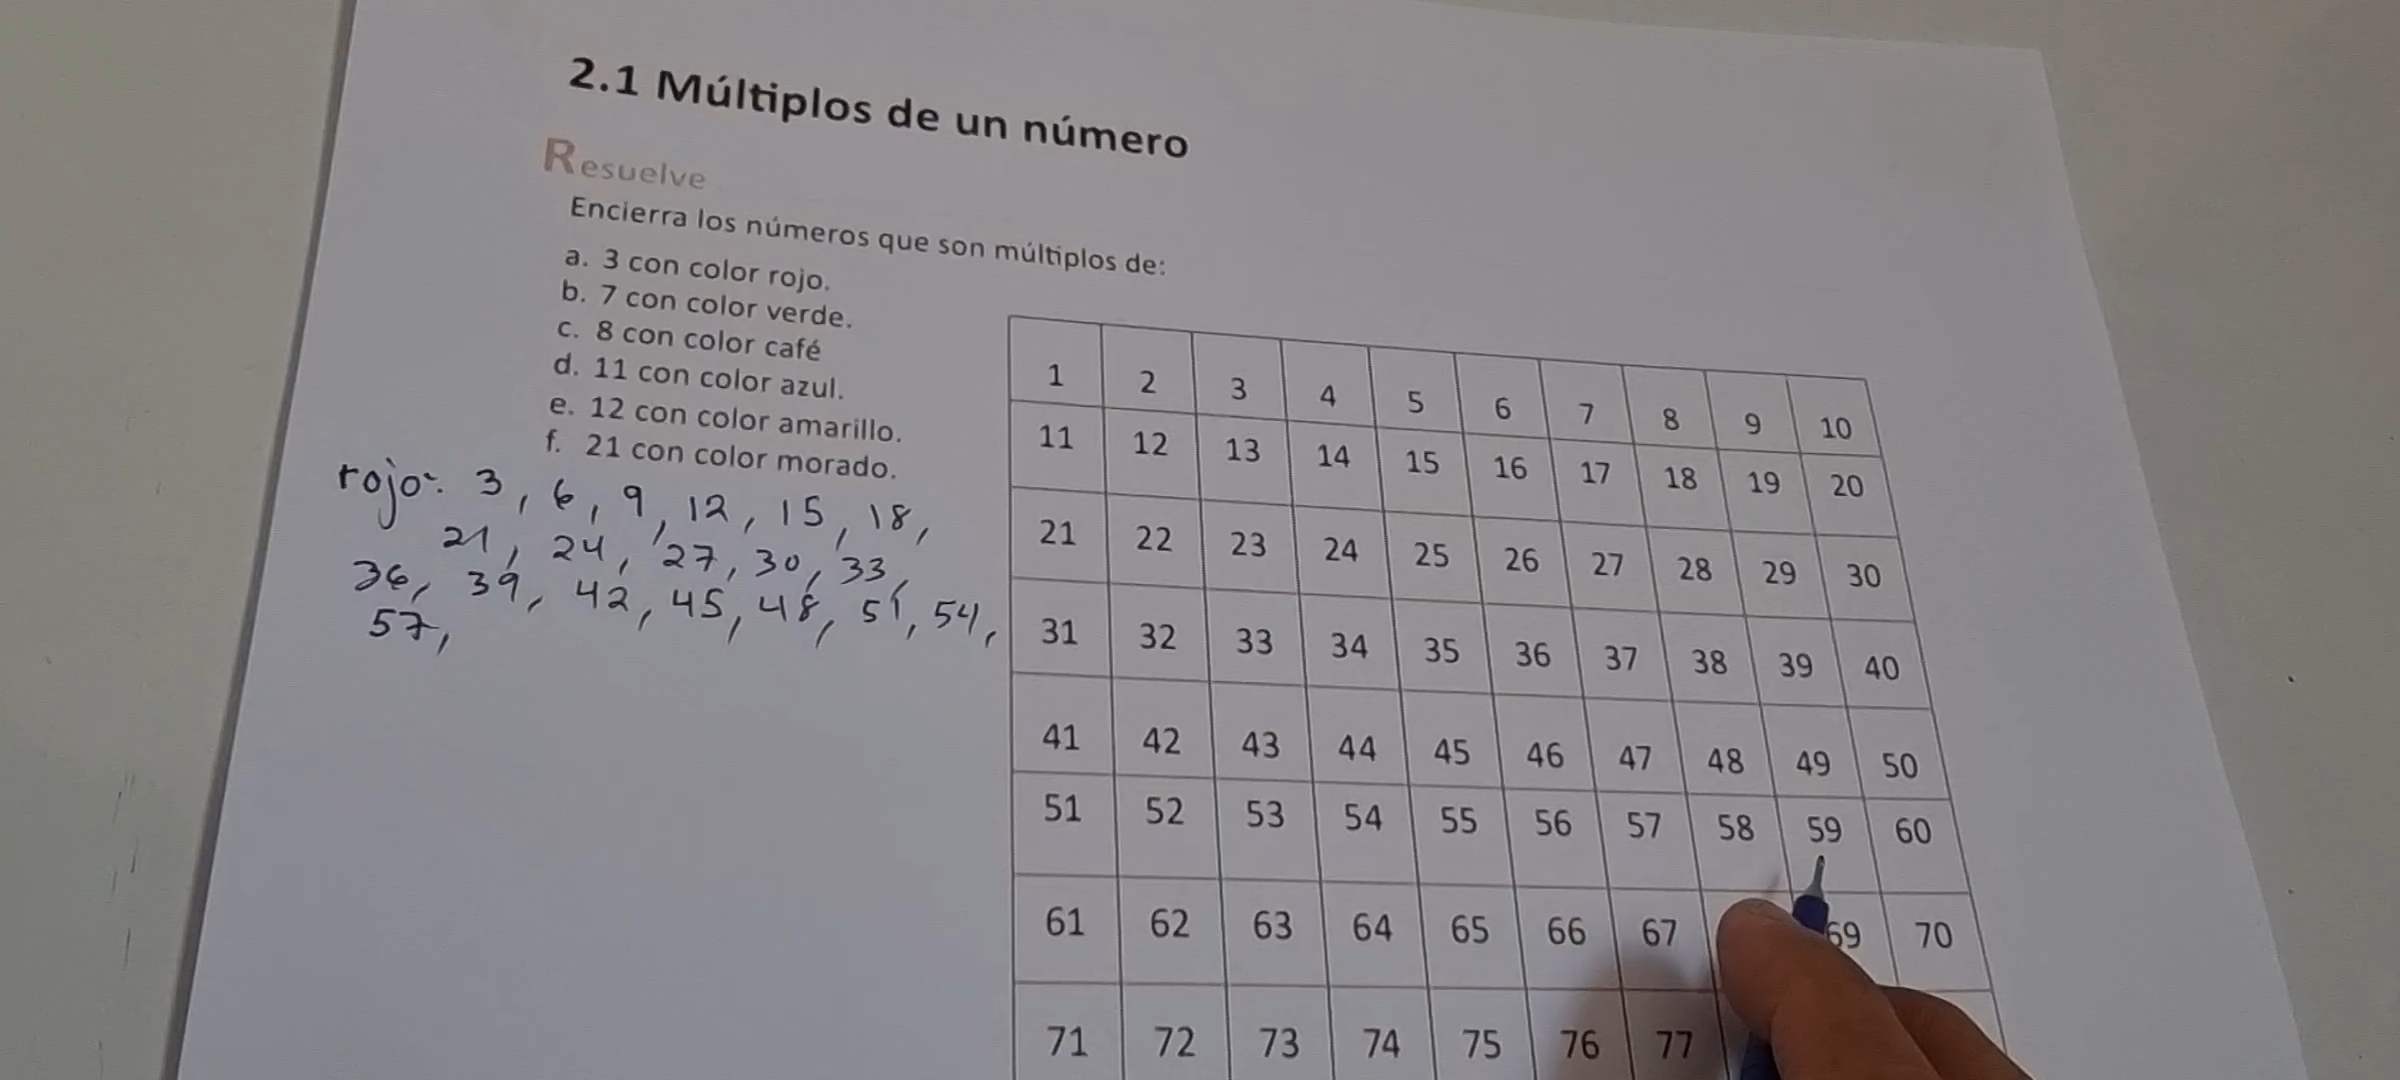 2.1 Múltiplos de un número
Resuelve
Encierra los números que son múltiplos de:
a. 3 con color rojo.
b. 7 con color verde.
c. 8 con color café
d. 11 con color azul.
e. 12 con color amarillo.
f. 21 con color morado.
rojo: 3, 6, 9, 12, 15, 18,
21, 24, 27, 30, 33,
36, 39, 42, 45, 48, 51, 54,
57,
1 2 3 4 5 6 7 8 9 10
11 12 13 14 15 16 17 18 19 20
21 22 23 24 25 26 27 28 29 30
31 32 33 34 35 36 37 38 39 40
41 42 43 44 45 46 47 48 49 50
51 52 53 54 55 56 57 58 59 60
61 62 63 64 65 66 67 69 70
71 72 73 74 75 76 77